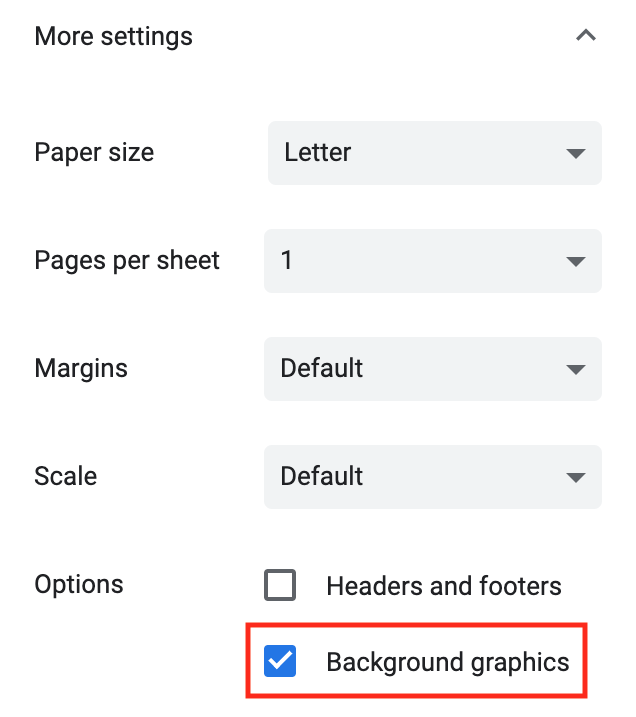 More settings
Paper size Letter
Pages per sheet 1
Margins Default
Scale Default
Options Headers and footers
Background graphics